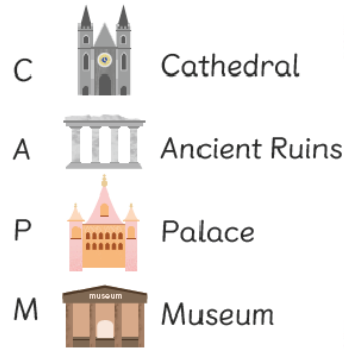 C Cathedral
A Ancient Ruins
P Palace
museum
M Museum